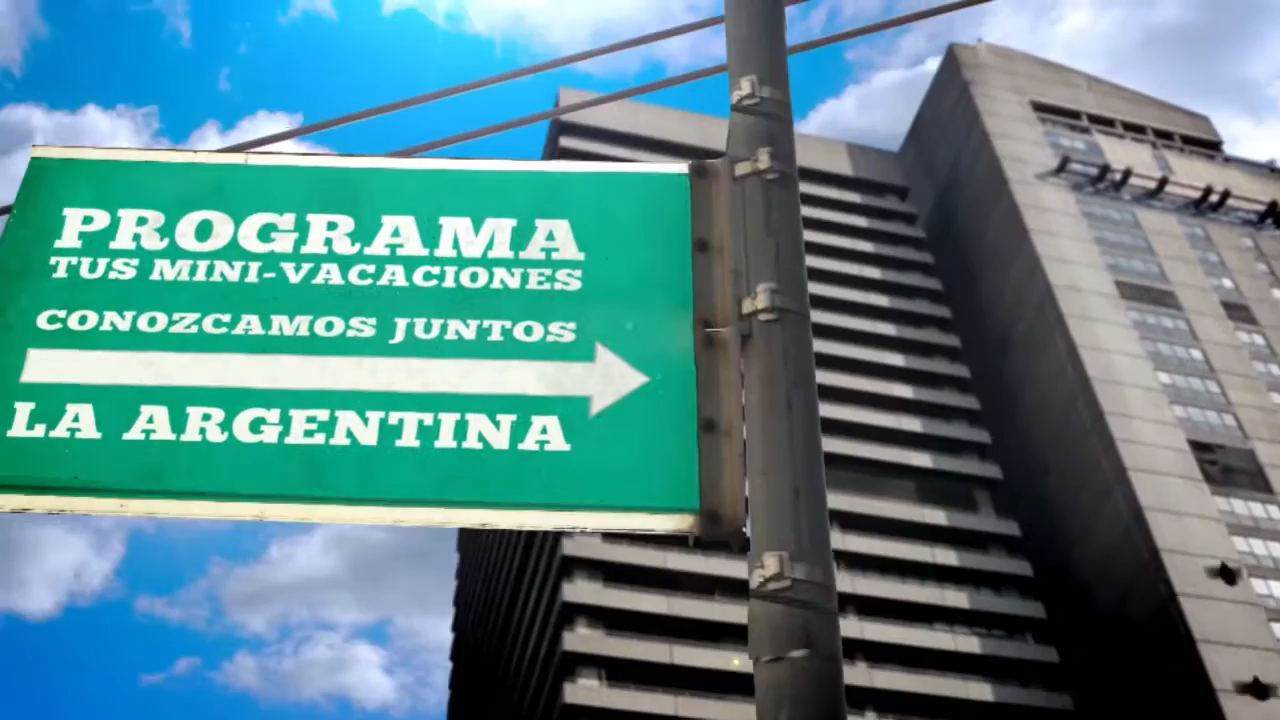 PROGRAMA
TUS MINI-VACACIONES
CONOZCAMOS JUNTOS
LA ARGENTINA